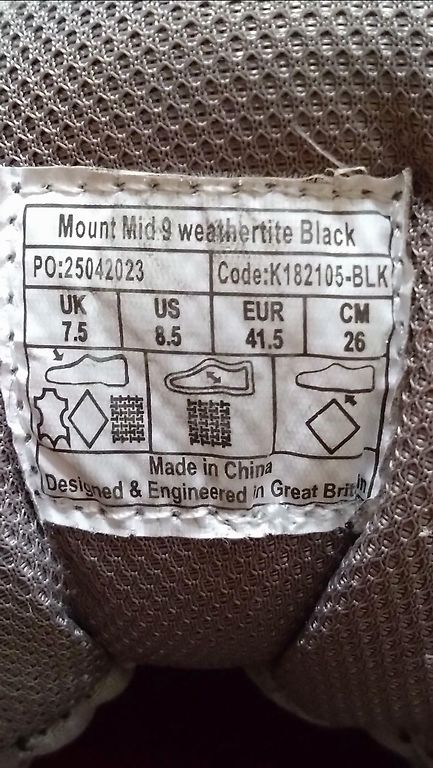 Mount Mid 9 weathertite Black
PO:25042023 Code:K182105-BLK
UK US EUR CM
7.5 8.5 41.5 26
Made in China
Designed & Engineered in Great Britain